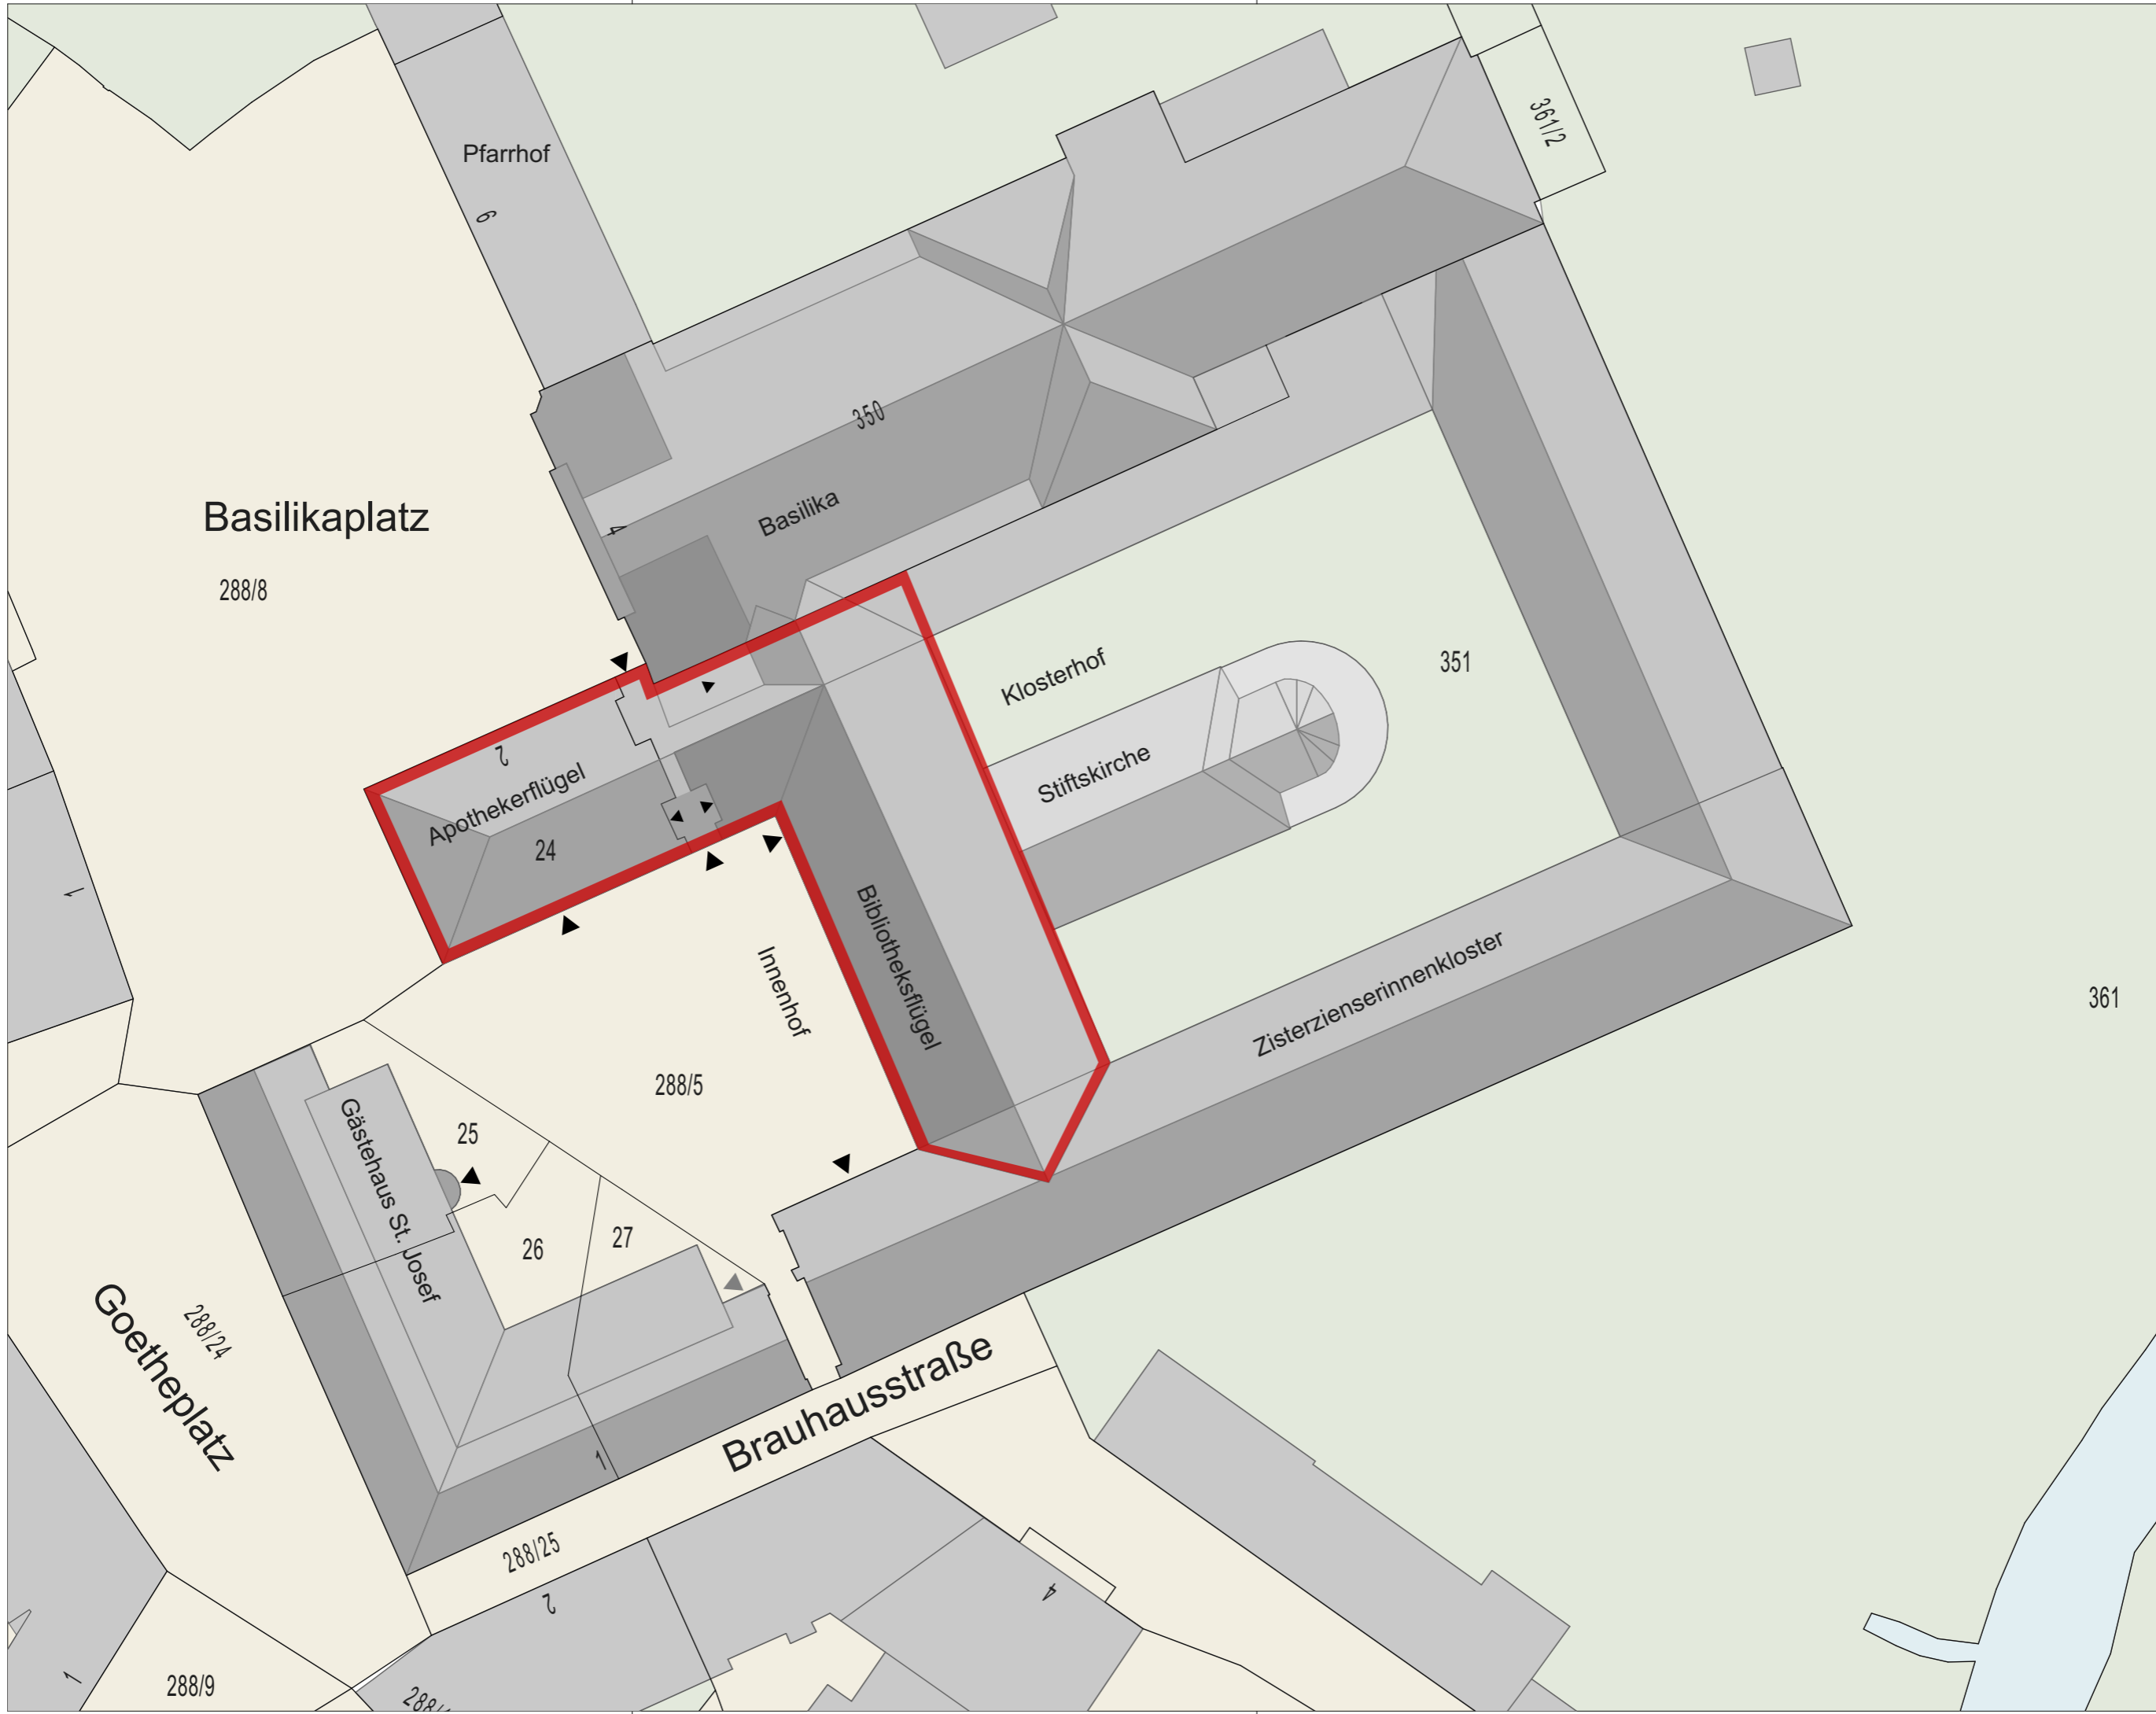 361/2
Pfarrhof
6
350
Basilikaplatz
Basilika
4
288/8
Klosterhof
351
2
Stiftskirche
Apothekerflügel
24
1
Bibliotheksflügel
Innenhof
Zisterzienserinnenkloster
361
288/5
25
Gästehaus St. Josef
26
27
288/24
Goetheplatz
Brauhausstraße
1
288/25
2
4
1
288/9